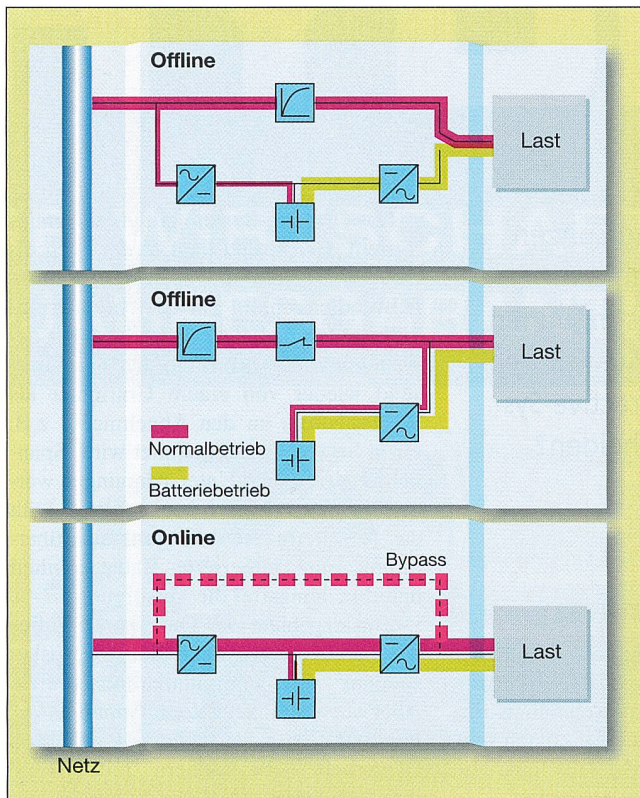 Offline
Last
Offline
Last
Normalbetrieb
Batteriebetrieb
Online
Bypass
Last
Netz